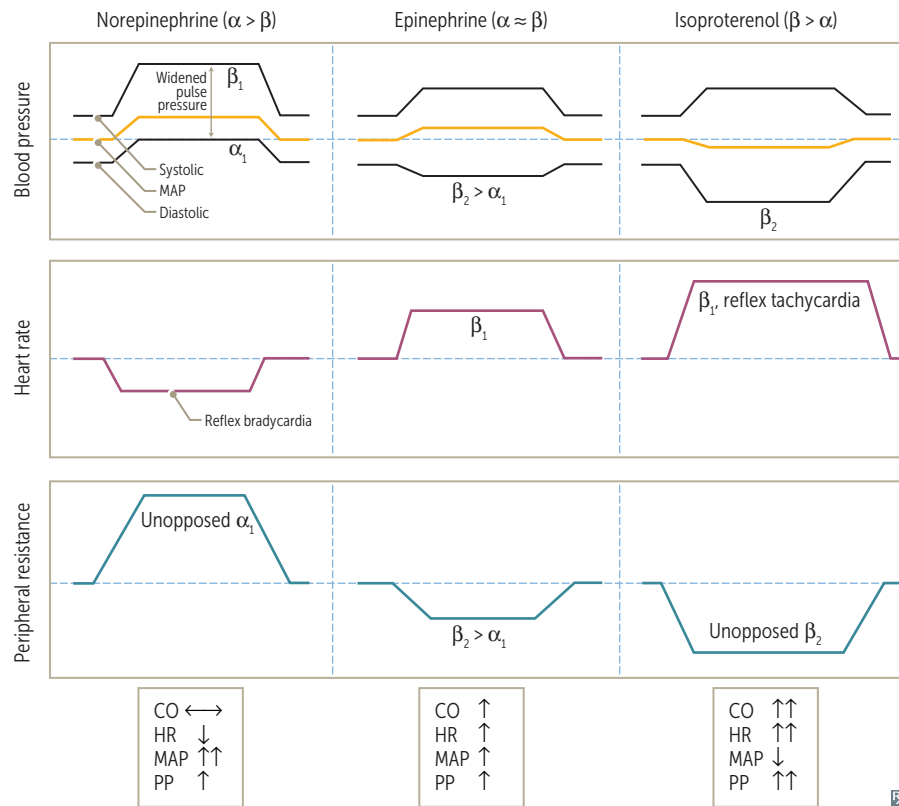 Norepinephrine (α > β)
Epinephrine (α ≈ β)
Isoproterenol (β > α)
Blood pressure
Widened
pulse
pressure
β₁
α₁
Systolic
MAP
Diastolic
β₂ > α₁
β₂
Heart rate
Reflex bradycardia
β₁
β₁, reflex tachycardia
Peripheral resistance
Unopposed α₁
β₂ > α₁
Unopposed β₂
CO ⟷
HR ↓
MAP ↑↑
PP ↑
CO ↑
HR ↑
MAP ↑
PP ↑
CO ↑↑
HR ↑↑
MAP ↓
PP ↑↑